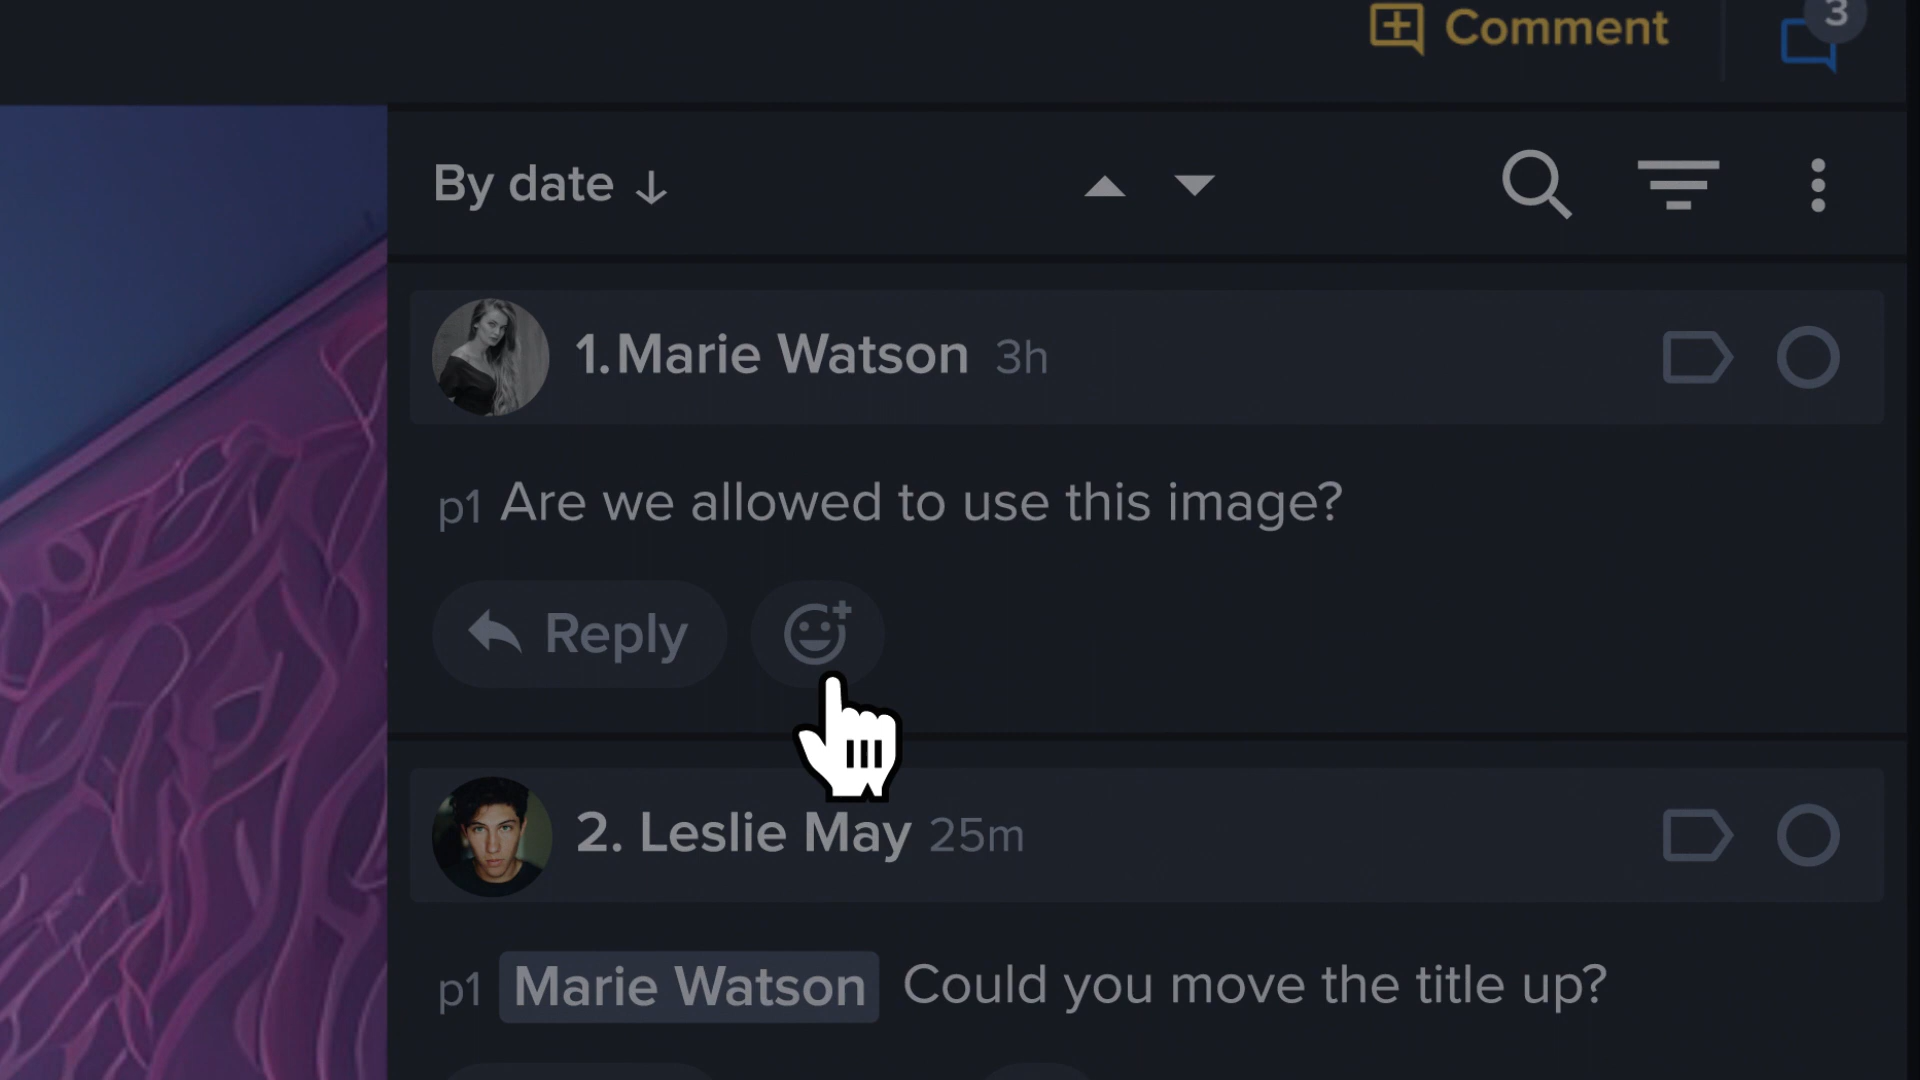 Comment
3
By date ↓
1.Marie Watson 3h
p1 Are we allowed to use this image?
Reply
2. Leslie May 25m
p1 Marie Watson Could you move the title up?